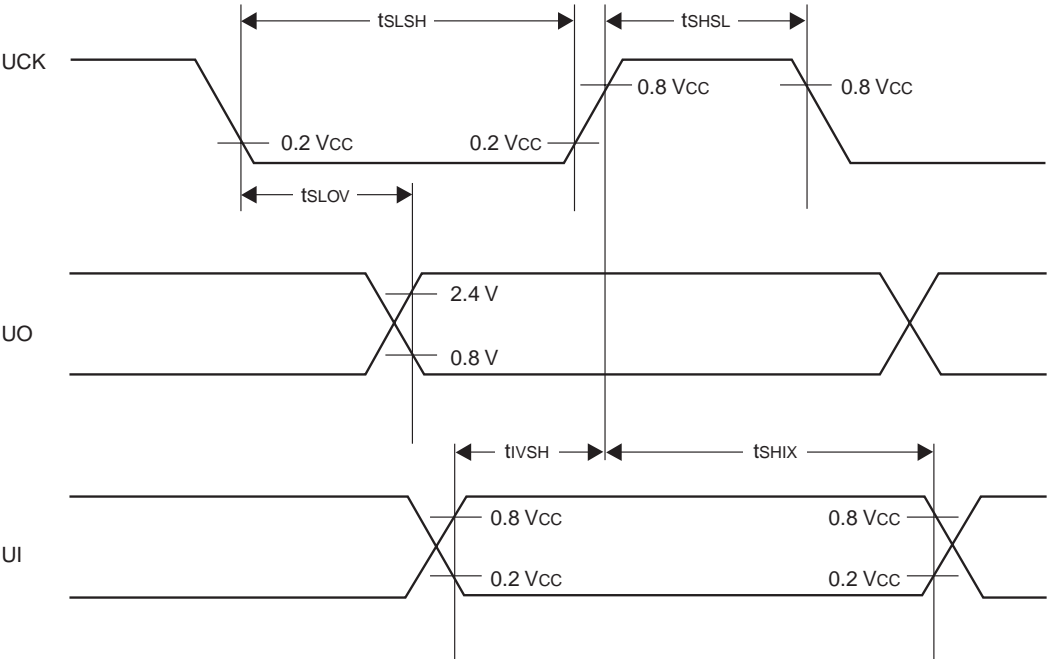 tSLSH
tSHSL
UCK
0.8 VCC
0.8 VCC
0.2 VCC
0.2 VCC
tSLOV
2.4 V
UO
0.8 V
tIVSH
tSHIX
0.8 VCC
0.8 VCC
UI
0.2 VCC
0.2 VCC